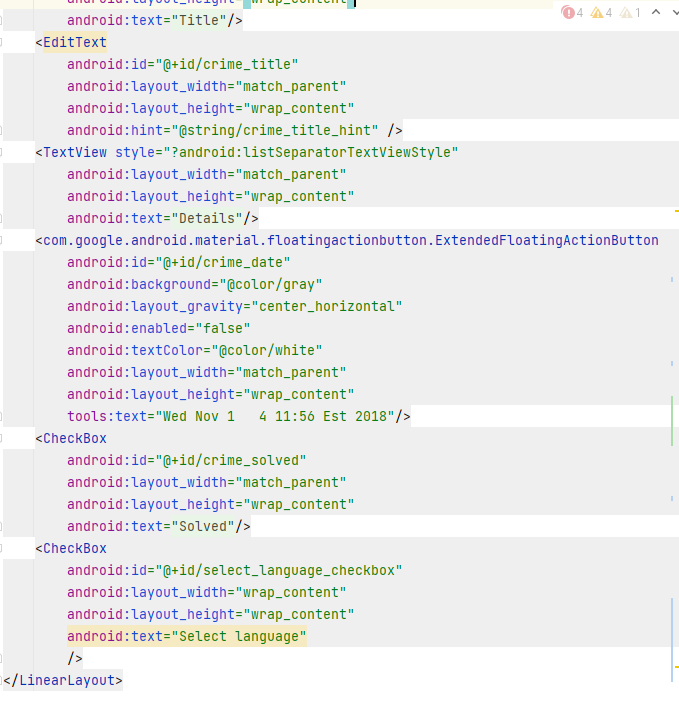 android:layout_height="wrap_content"
android:text="Title"/>
4 4 1
<EditText
android:id="@+id/crime_title"
android:layout_width="match_parent"
android:layout_height="wrap_content"
android:hint="@string/crime_title_hint" />
<TextView style="?android:listSeparatorTextViewStyle"
android:layout_width="match_parent"
android:layout_height="wrap_content"
android:text="Details"/>
<com.google.android.material.floatingactionbutton.ExtendedFloatingActionButton
android:id="@+id/crime_date"
android:background="@color/gray"
android:layout_gravity="center_horizontal"
android:enabled="false"
android:textColor="@color/white"
android:layout_width="match_parent"
android:layout_height="wrap_content"
tools:text="Wed Nov 1   4 11:56 Est 2018"/>
<CheckBox
android:id="@+id/crime_solved"
android:layout_width="match_parent"
android:layout_height="wrap_content"
android:text="Solved"/>
<CheckBox
android:id="@+id/select_language_checkbox"
android:layout_width="wrap_content"
android:layout_height="wrap_content"
android:text="Select language"
/>
</LinearLayout>